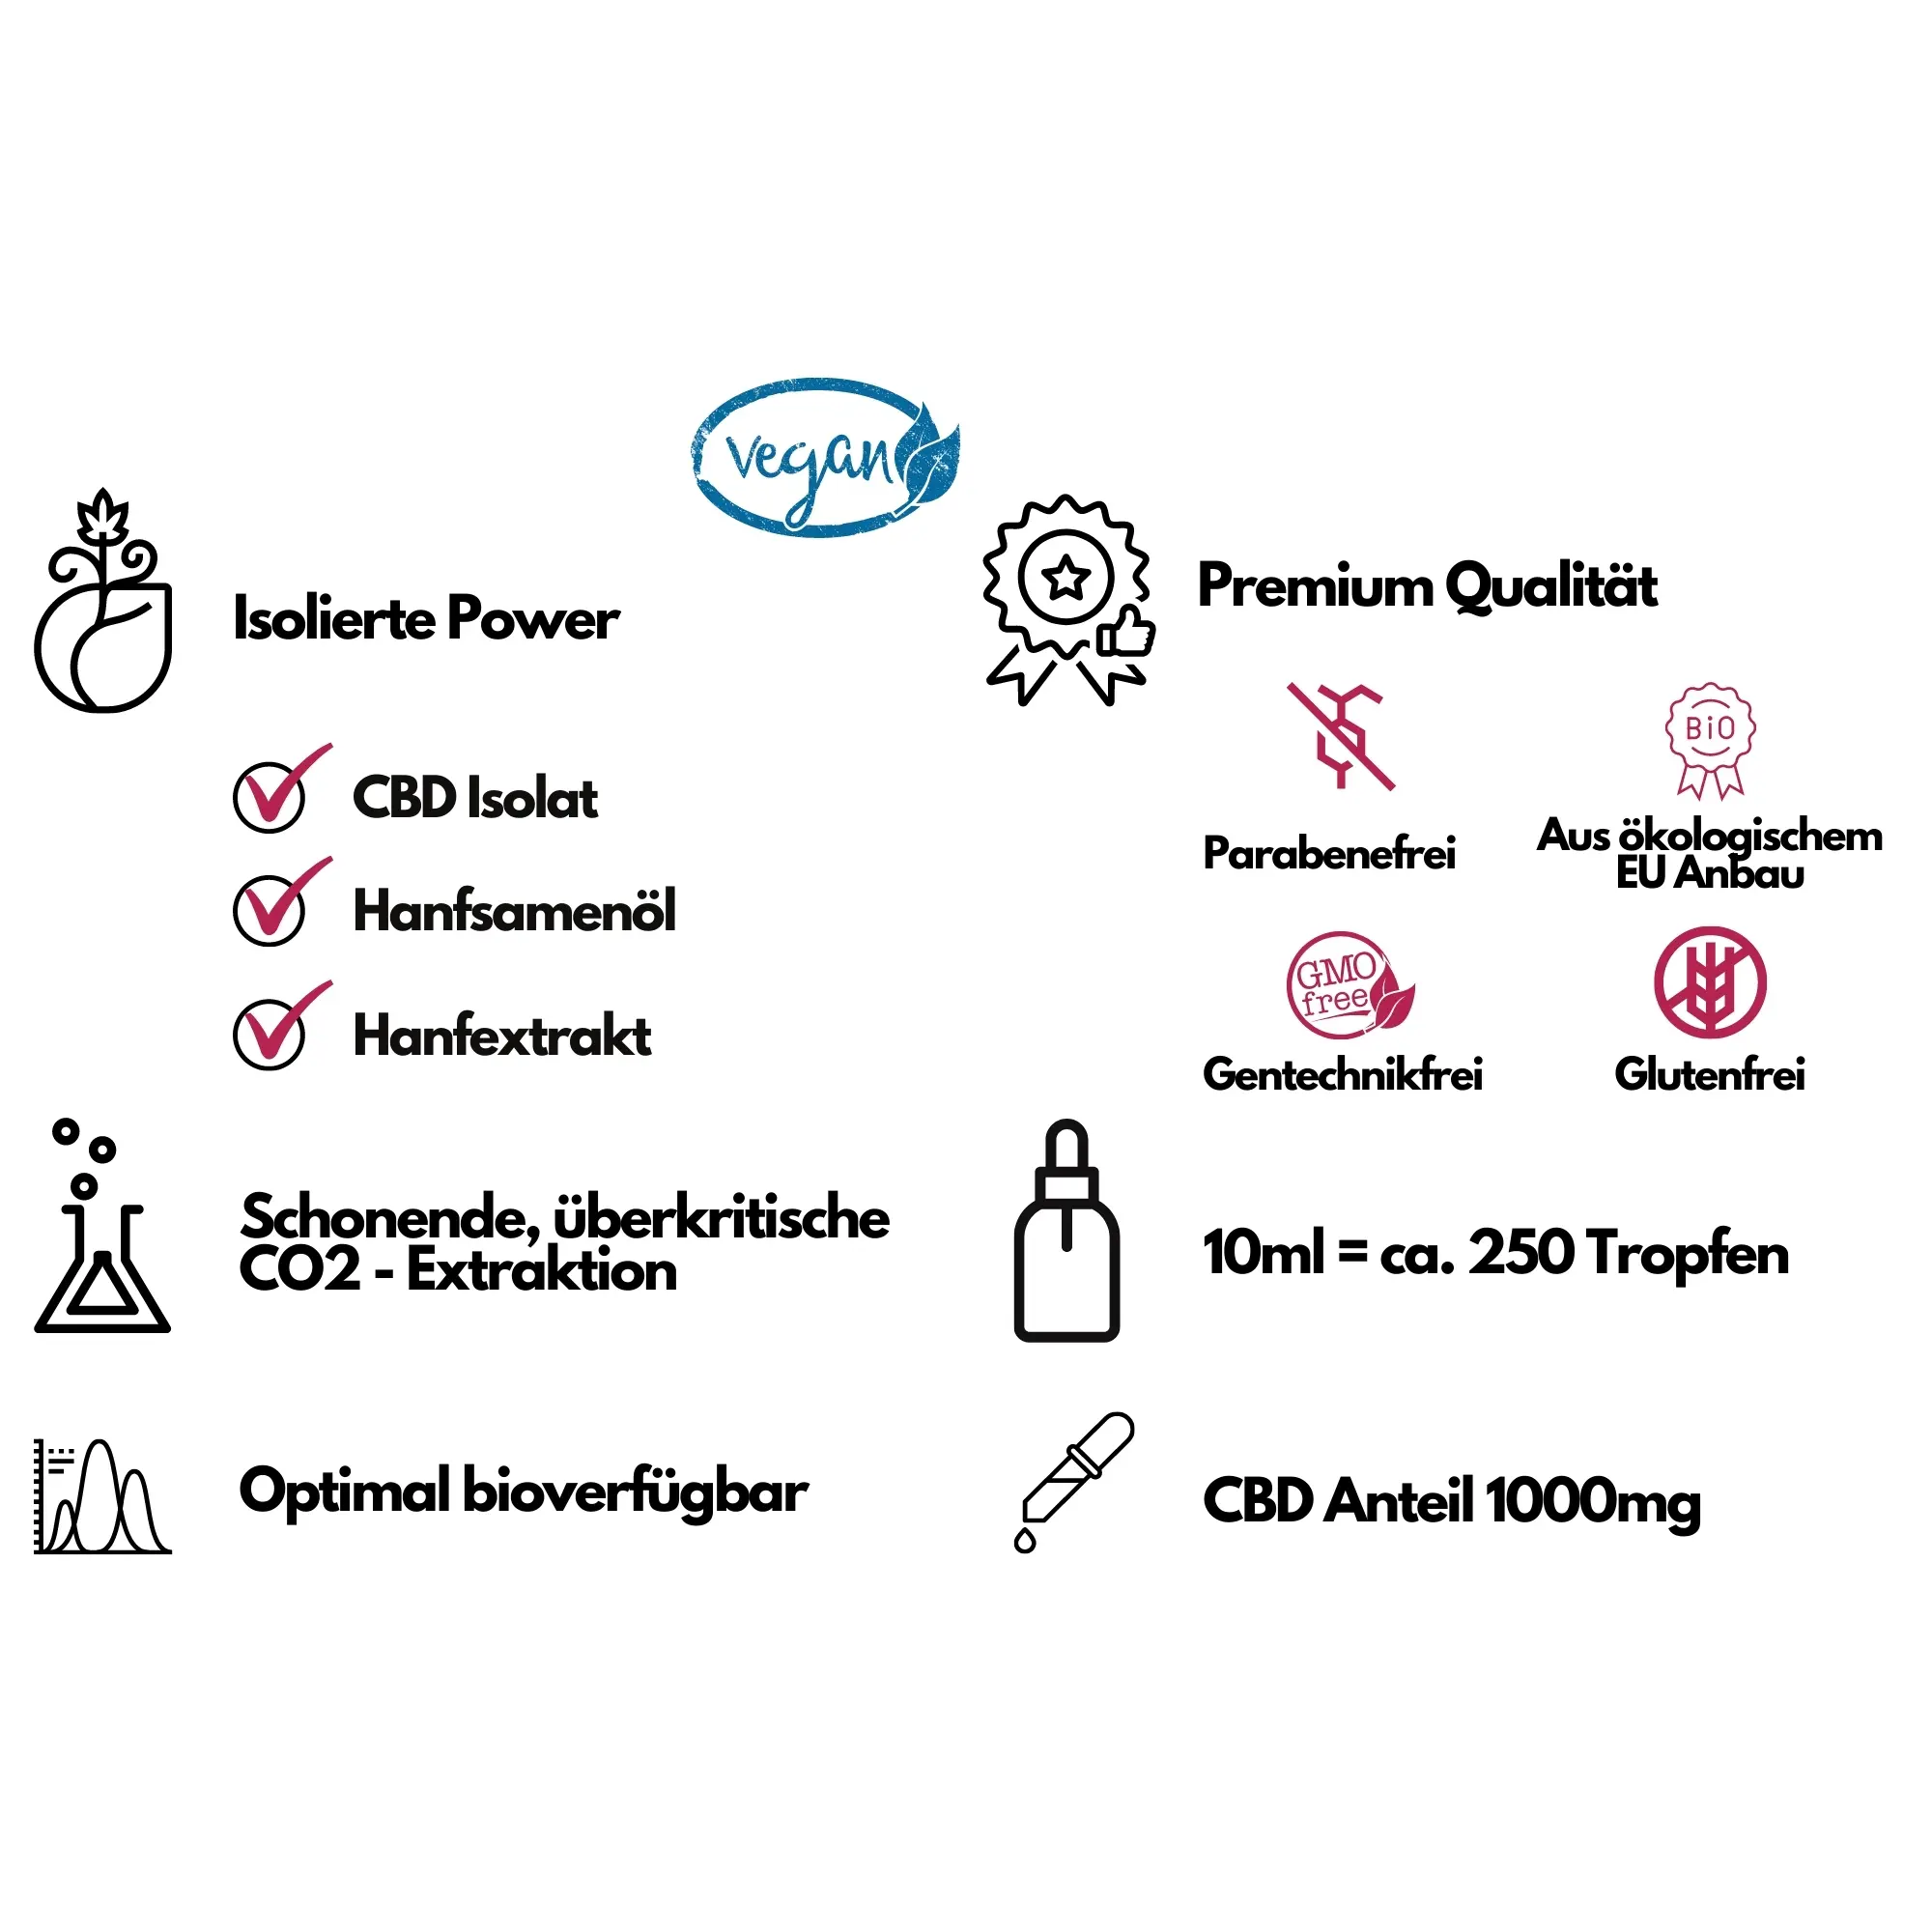 vegan
Isolierte Power
CBD Isolat
Hanfsamenöl
Hanfextrakt
Schonende, überkritische
CO2 - Extraktion
Optimal bioverfügbar
Premium Qualität
Parabenefrei
BiO
Aus ökologischem
EU Anbau
GMO
free
Gentechnikfrei
Glutenfrei
10ml = ca. 250 Tropfen
CBD Anteil 1000mg